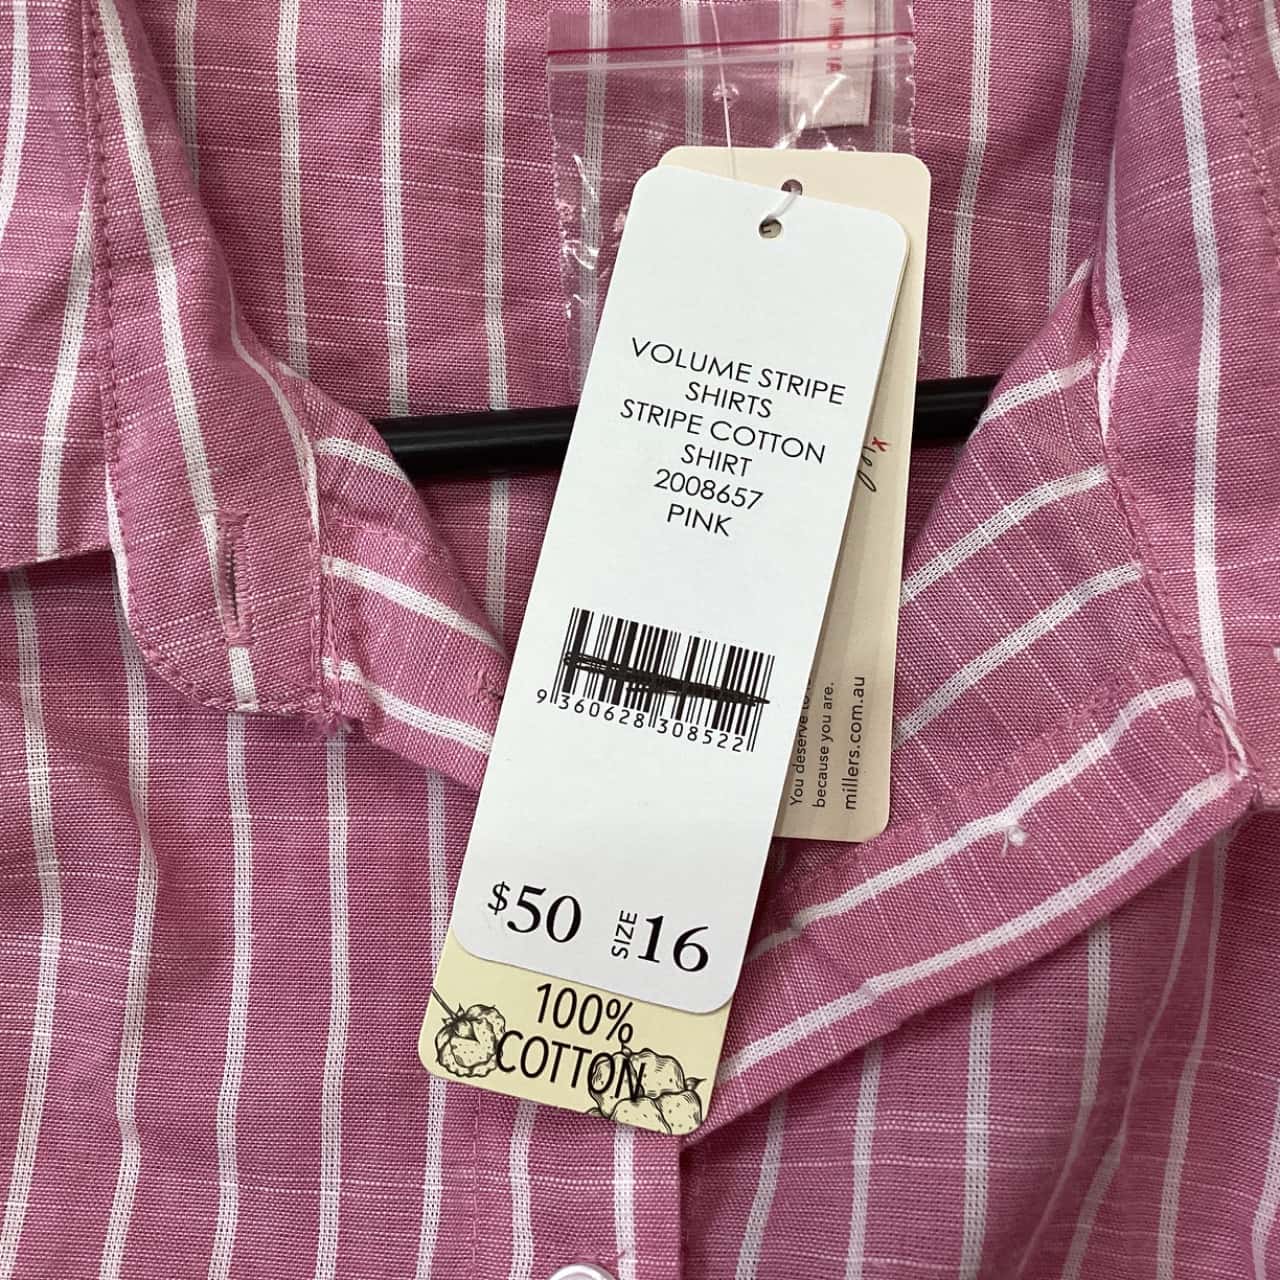 VOLUME STRIPE
SHIRTS
STRIPE COTTON
SHIRT
2008657
PINK
9 360628 308522
$50 SIZE 16
100%
COTTON
You deserve to
because you are.
millers.com.au
INDIA